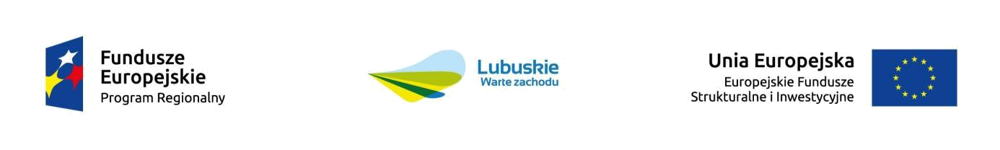 Fundusze
Europejskie
Program Regionalny
Lubuskie
Warte zachodu
Unia Europejska
Europejskie Fundusze
Strukturalne i Inwestycyjne